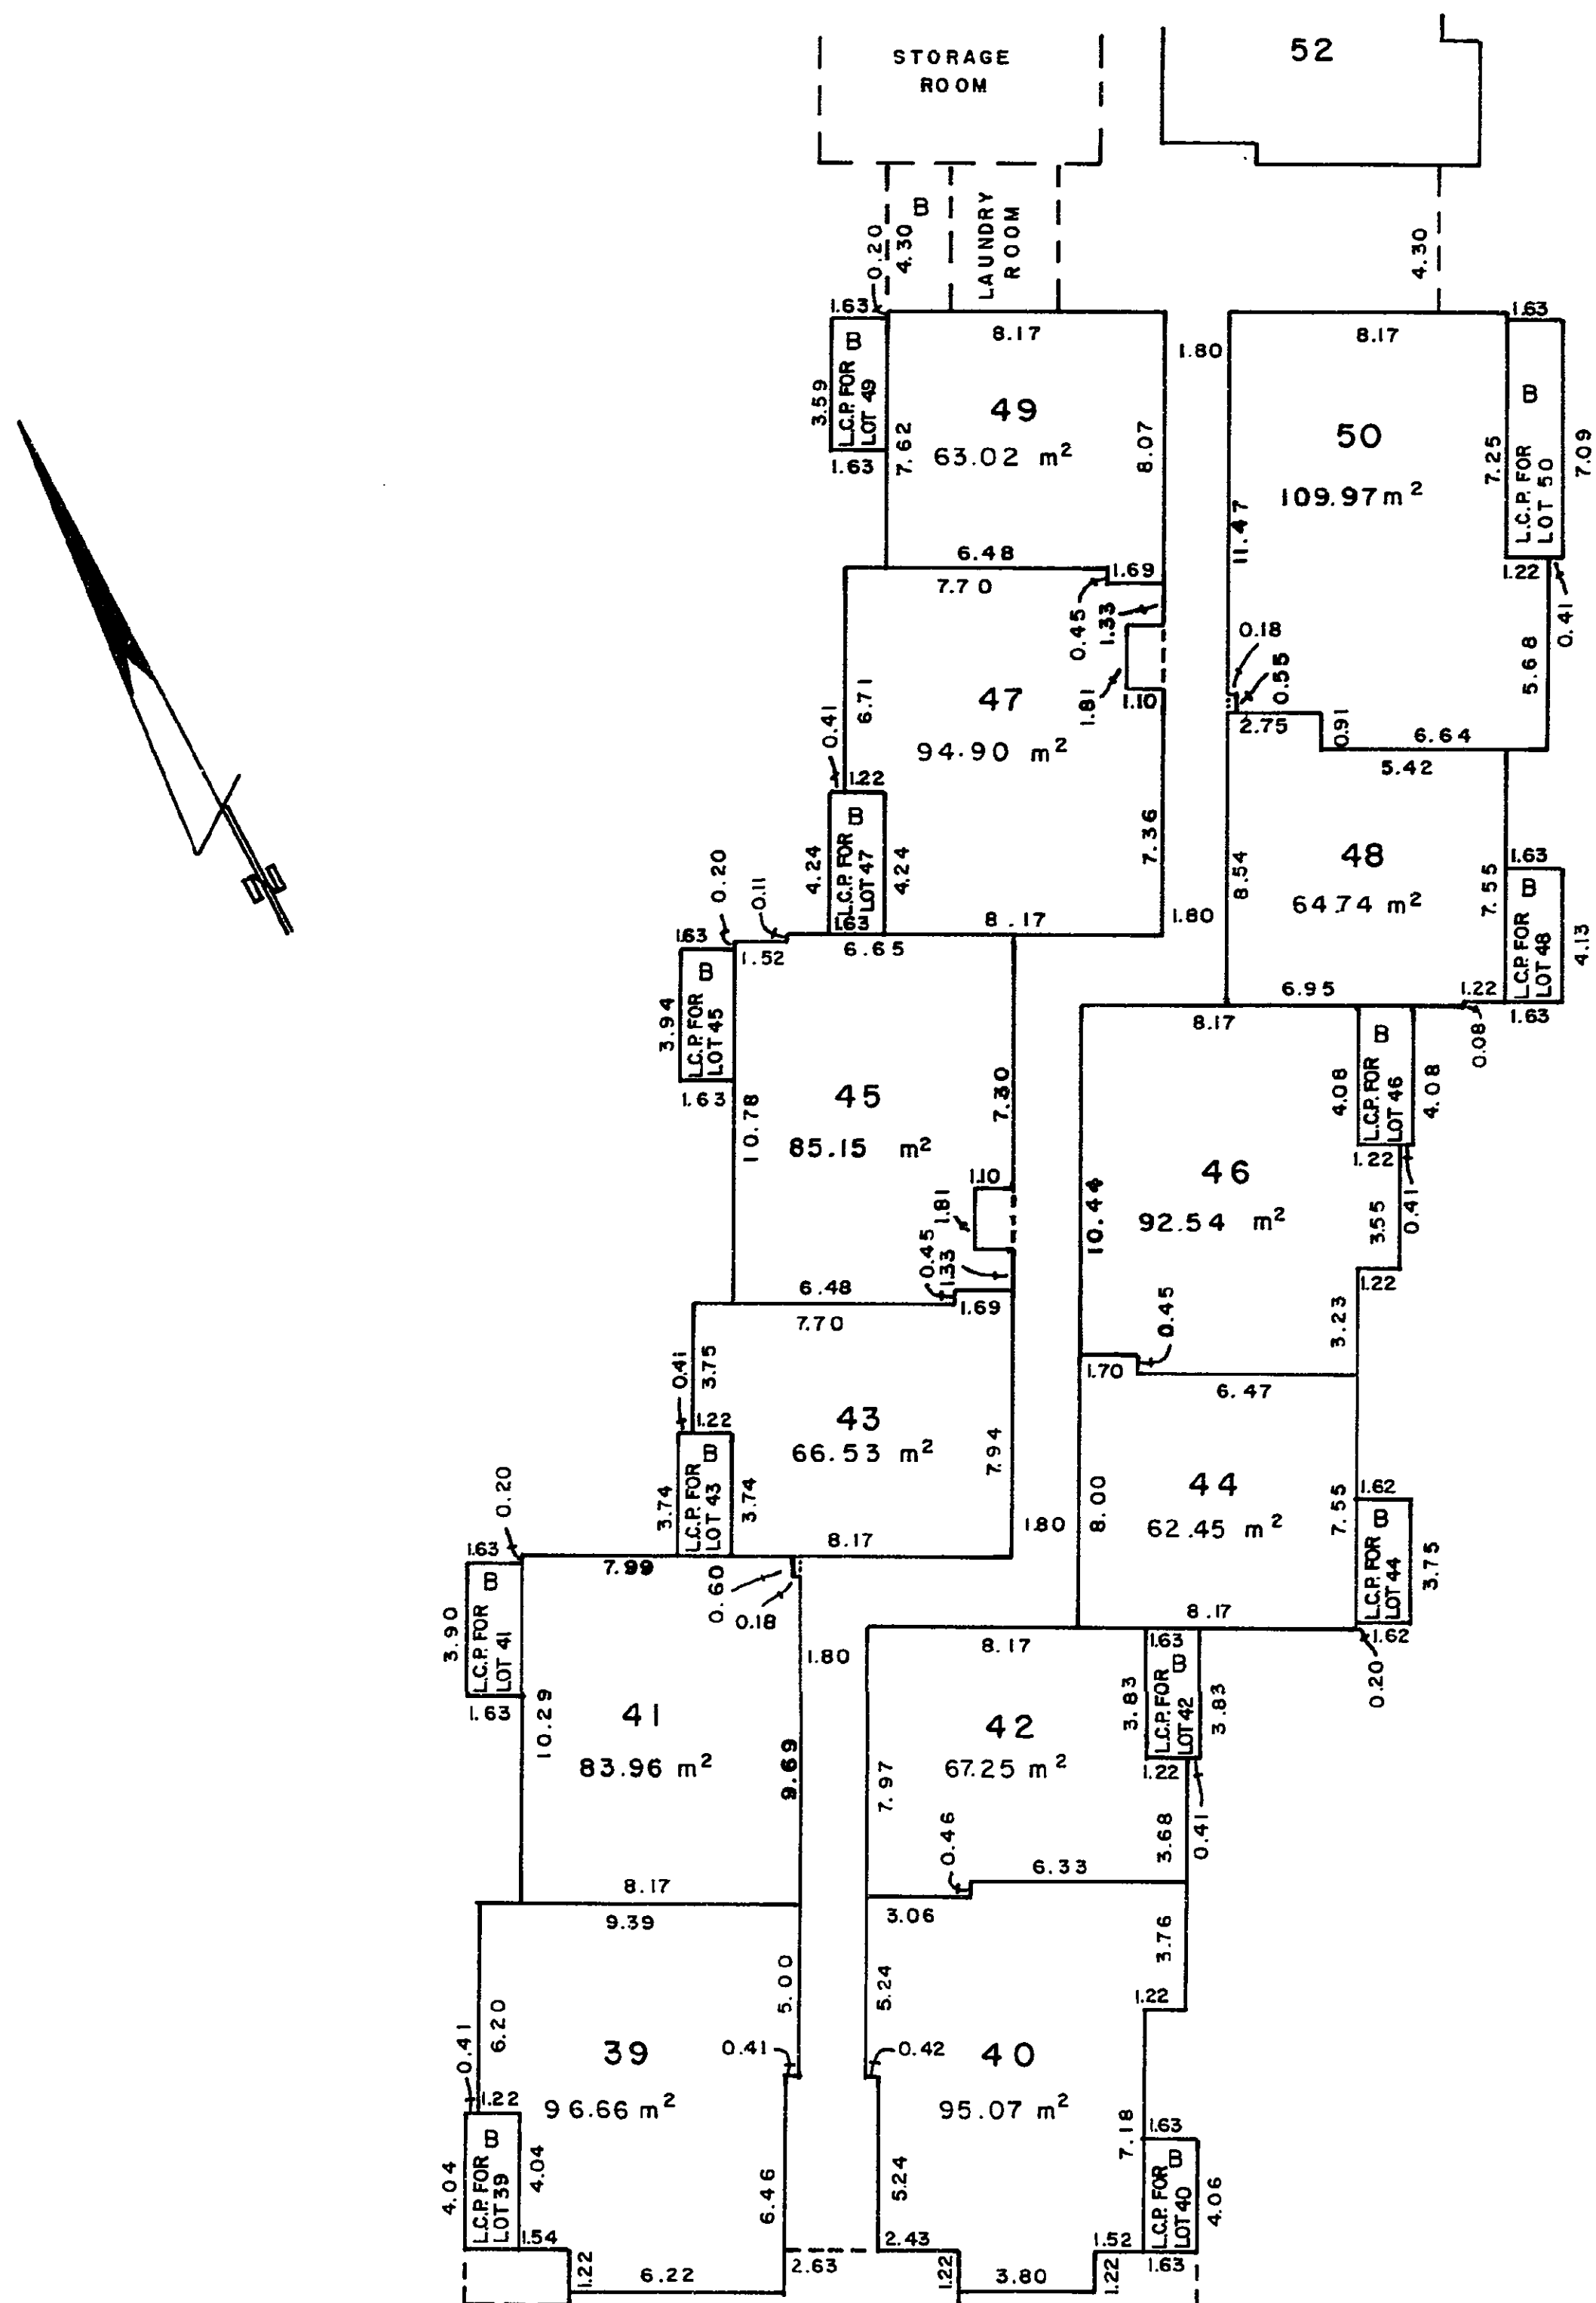 STORAGE
ROOM
52
B
LAUNDRY
ROOM
0.20
4.30
4.30
1.63
8.17
1.80
8.17
1.63
B
L.C.P. FOR
LOT 49
3.59
1.63
7.62
49
63.02 m²
8.07
50
109.97 m²
11.47
7.25
B
L.C.P. FOR
LOT 50
7.09
1.22
0.41
5.68
6.48
1.69
7.70
0.45
1.33
1.81
1.10
0.18
0.55
2.75
0.91
6.64
5.42
47
94.90 m²
6.71
0.41
1.22
B
L.C.P. FOR
LOT 47
4.24
4.24
1.63
7.36
8.17
1.80
48
64.74 m²
8.54
7.55
1.63
B
L.C.P. FOR
LOT 48
4.13
1.63
1.22
6.95
0.08
0.20
0.11
1.63
1.52
6.65
B
L.C.P. FOR
LOT 45
3.94
1.63
10.78
45
85.15 m²
7.30
1.10
1.81
0.45
1.33
6.48
1.69
8.17
B
L.C.P. FOR
LOT 46
4.08
4.08
1.22
0.41
3.55
1.22
3.23
46
92.54 m²
10.44
0.45
1.70
6.47
7.70
3.75
0.41
1.22
43
66.53 m²
7.94
B
L.C.P. FOR
LOT 43
3.74
3.74
8.17
1.80
44
62.45 m²
8.00
7.55
1.62
B
L.C.P. FOR
LOT 44
3.75
1.62
0.20
8.17
0.20
1.63
7.99
0.60
0.18
B
L.C.P. FOR
LOT 41
3.90
1.63
10.29
41
83.96 m²
9.69
1.80
8.17
8.17
1.63
B
L.C.P. FOR
LOT 42
3.83
3.83
1.22
0.41
3.68
42
67.25 m²
7.97
0.46
6.33
3.06
9.39
5.00
6.20
0.41
1.22
39
96.66 m²
0.41
B
L.C.P. FOR
LOT 39
4.04
4.04
1.54
1.22
6.22
6.46
2.63
5.24
0.42
40
95.07 m²
3.76
1.22
7.18
1.63
B
L.C.P. FOR
LOT 40
4.06
1.63
1.52
5.24
2.43
1.22
3.80
1.22